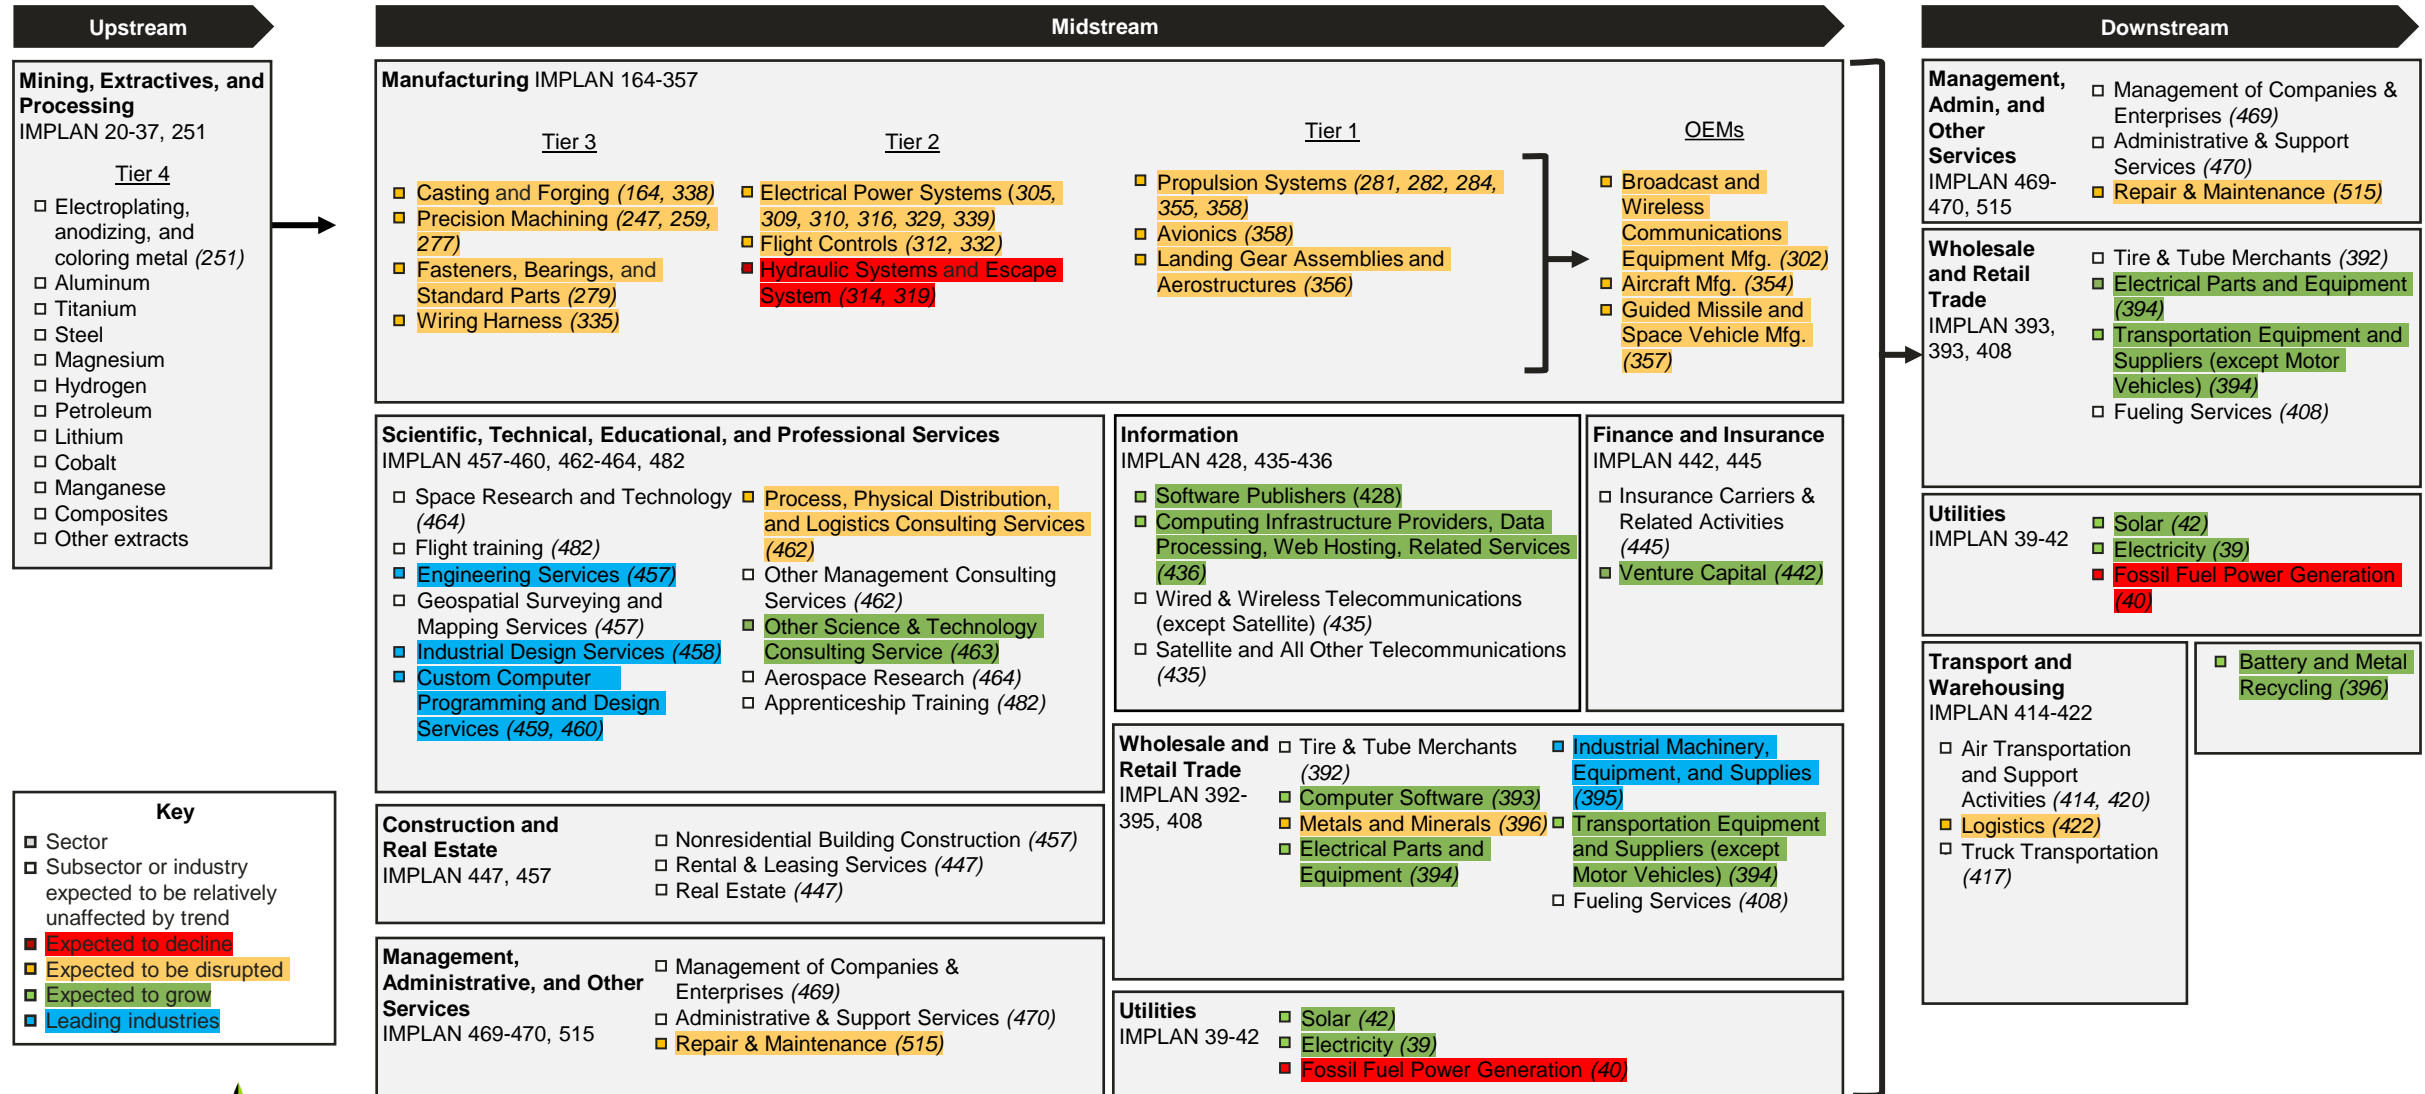 Upstream
Midstream
Downstream
Mining, Extractives, and
Processing
IMPLAN 20-37, 251
Tier 4
Electroplating,
anodizing, and
coloring metal (251)
Aluminum
Titanium
Steel
Magnesium
Hydrogen
Petroleum
Lithium
Cobalt
Manganese
Composites
Other extracts
Key
Sector
Subsector or industry
expected to be relatively
unaffected by trend
Expected to decline
Expected to be disrupted
Expected to grow
Leading industries
Manufacturing IMPLAN 164-357
Tier 3
Casting and Forging (164, 338)
Precision Machining (247, 259,
277)
Fasteners, Bearings, and
Standard Parts (279)
Wiring Harness (335)
Tier 2
Electrical Power Systems (305,
309, 310, 316, 329, 339)
Flight Controls (312, 332)
Hydraulic Systems and Escape
System (314, 319)
Tier 1
Propulsion Systems (281, 282, 284,
355, 358)
Avionics (358)
Landing Gear Assemblies and
Aerostructures (356)
OEMs
Broadcast and
Wireless
Communications
Equipment Mfg. (302)
Aircraft Mfg. (354)
Guided Missile and
Space Vehicle Mfg.
(357)
Scientific, Technical, Educational, and Professional Services
IMPLAN 457-460, 462-464, 482
Space Research and Technology
(464)
Flight training (482)
Engineering Services (457)
Geospatial Surveying and
Mapping Services (457)
Industrial Design Services (458)
Custom Computer
Programming and Design
Services (459, 460)
Process, Physical Distribution,
and Logistics Consulting Services
(462)
Other Management Consulting
Services (462)
Other Science & Technology
Consulting Service (463)
Aerospace Research (464)
Apprenticeship Training (482)
Information
IMPLAN 428, 435-436
Software Publishers (428)
Computing Infrastructure Providers, Data
Processing, Web Hosting, Related Services
(436)
Wired & Wireless Telecommunications
(except Satellite) (435)
Satellite and All Other Telecommunications
(435)
Finance and Insurance
IMPLAN 442, 445
Insurance Carriers &
Related Activities
(445)
Venture Capital (442)
Construction and
Real Estate
IMPLAN 447, 457
Nonresidential Building Construction (457)
Rental & Leasing Services (447)
Real Estate (447)
Management,
Administrative, and Other
Services
IMPLAN 469-470, 515
Management of Companies &
Enterprises (469)
Administrative & Support Services (470)
Repair & Maintenance (515)
Wholesale and
Retail Trade
IMPLAN 392-
395, 408
Tire & Tube Merchants
(392)
Computer Software (393)
Metals and Minerals (396)
Electrical Parts and
Equipment (394)
Industrial Machinery,
Equipment, and Supplies
(395)
Transportation Equipment
and Suppliers (except
Motor Vehicles) (394)
Fueling Services (408)
Utilities
IMPLAN 39-42
Solar (42)
Electricity (39)
Fossil Fuel Power Generation (40)
Management,
Admin, and
Other
Services
IMPLAN 469-
470, 515
Management of Companies &
Enterprises (469)
Administrative & Support
Services (470)
Repair & Maintenance (515)
Wholesale
and Retail
Trade
IMPLAN 393,
393, 408
Tire & Tube Merchants (392)
Electrical Parts and Equipment
(394)
Transportation Equipment and
Suppliers (except Motor
Vehicles) (394)
Fueling Services (408)
Utilities
IMPLAN 39-42
Solar (42)
Electricity (39)
Fossil Fuel Power Generation
(40)
Transport and
Warehousing
IMPLAN 414-422
Air Transportation
and Support
Activities (414, 420)
Logistics (422)
Truck Transportation
(417)
Battery and Metal
Recycling (396)